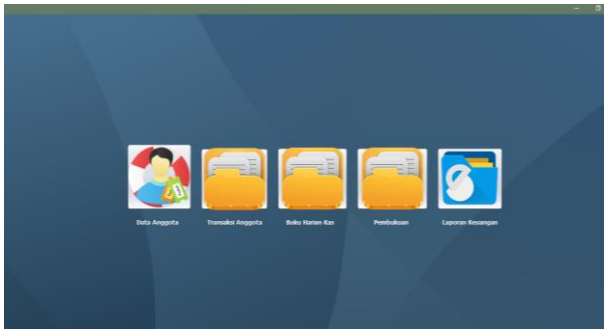 Data Anggota
Transaksi Anggota
Buku Harian Kas
Pembukuan
Laporan Keuangan